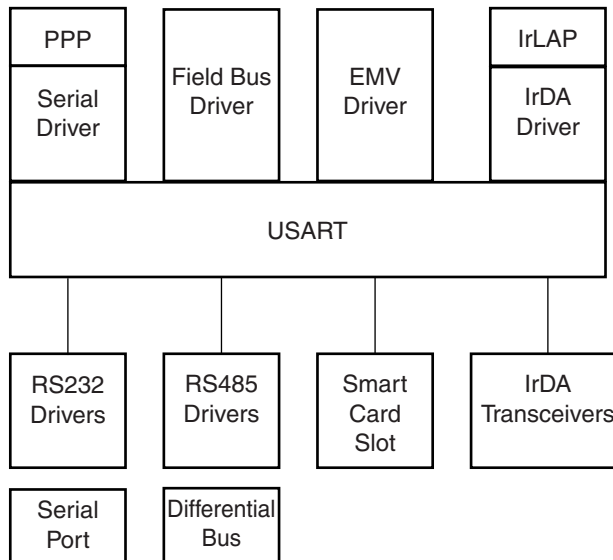 PPP
Serial
Driver
Field Bus
Driver
EMV
Driver
IrLAP
IrDA
Driver
USART
RS232
Drivers
RS485
Drivers
Smart
Card
Slot
IrDA
Transceivers
Serial
Port
Differential
Bus